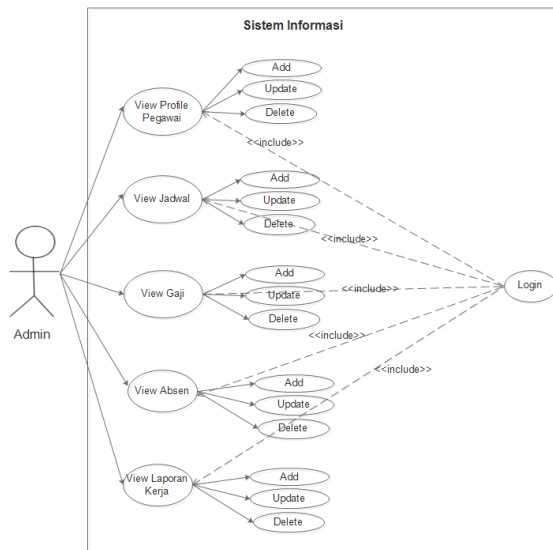 Sistem Informasi
Add
View Profile
Pegawai
Update
Delete
<<include>>
Add
View Jadwal
Update
Delete
<<include>>
Admin
Add
View Gaji
Update
<<include>>
Login
Delete
<<include>>
<<include>>
Add
View Absen
Update
Delete
View Laporan
Kerja
Add
Update
Delete